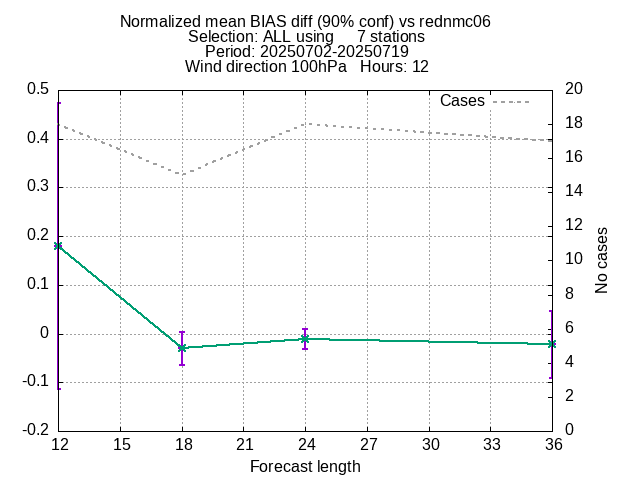 Normalized mean BIAS diff (90% conf) vs rednmc06
Selection: ALL using     7 stations
Period: 20250702-20250719
Wind direction 100hPa   Hours: 12
Cases
0.5
0.4
0.3
0.2
0.1
0
-0.1
-0.2
20
18
16
14
12
10
8
6
4
2
0
No cases
12 15 18 21 24 27 30 33 36
Forecast length